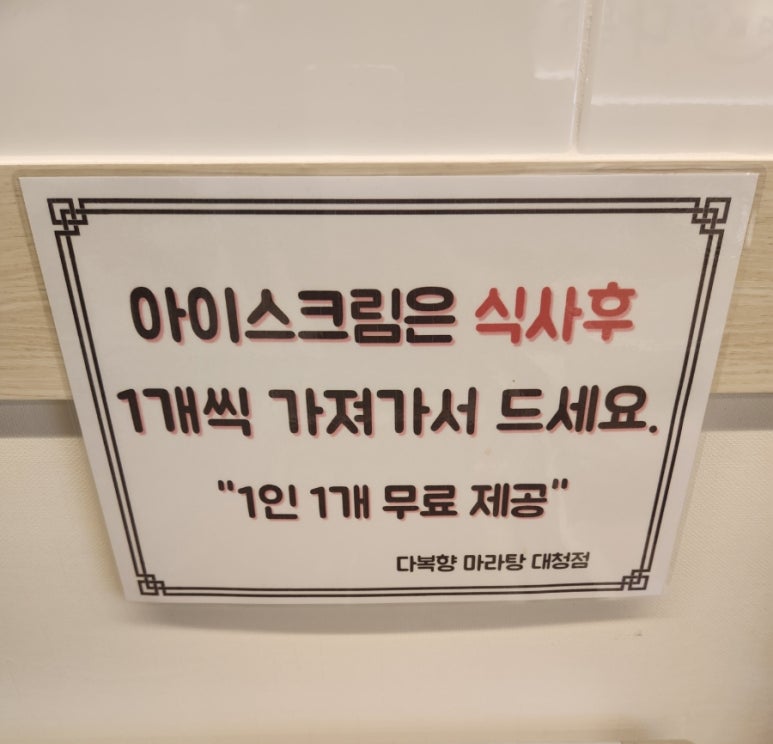 아이스크림은 식사후
1개씩 가져가서 드세요.
"1인 1개 무료 제공"
다복향 마라탕 대청점